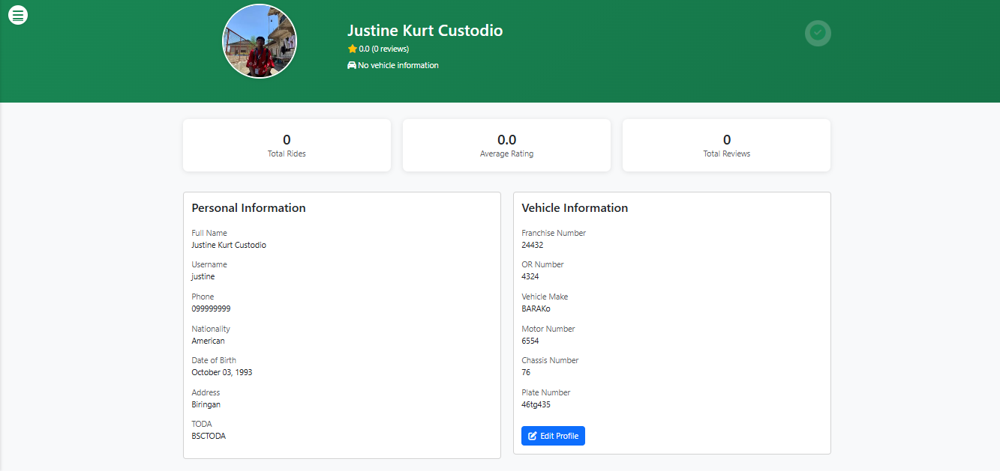 Justine Kurt Custodio
0.0 (0 reviews)
No vehicle information
0
Total Rides
0.0
Average Rating
0
Total Reviews
Personal Information
Full Name
Justine Kurt Custodio
Username
justine
Phone
099999999
Nationality
American
Date of Birth
October 03, 1993
Address
Biringan
TODA
BSCTODA
Vehicle Information
Franchise Number
24432
OR Number
4324
Vehicle Make
BARAKo
Motor Number
6554
Chassis Number
76
Plate Number
46tg435
Edit Profile